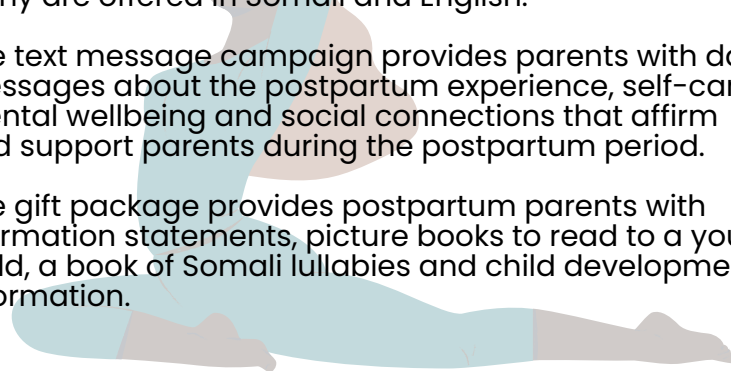 ny are offered in Somali and English.
e text message campaign provides parents with da
essages about the postpartum experience, self-car
ental wellbeing and social connections that affirm
d support parents during the postpartum period.
e gift package provides postpartum parents with
rmation statements, picture books to read to a you
ld, a book of Somali lullabies and child developme
ormation.